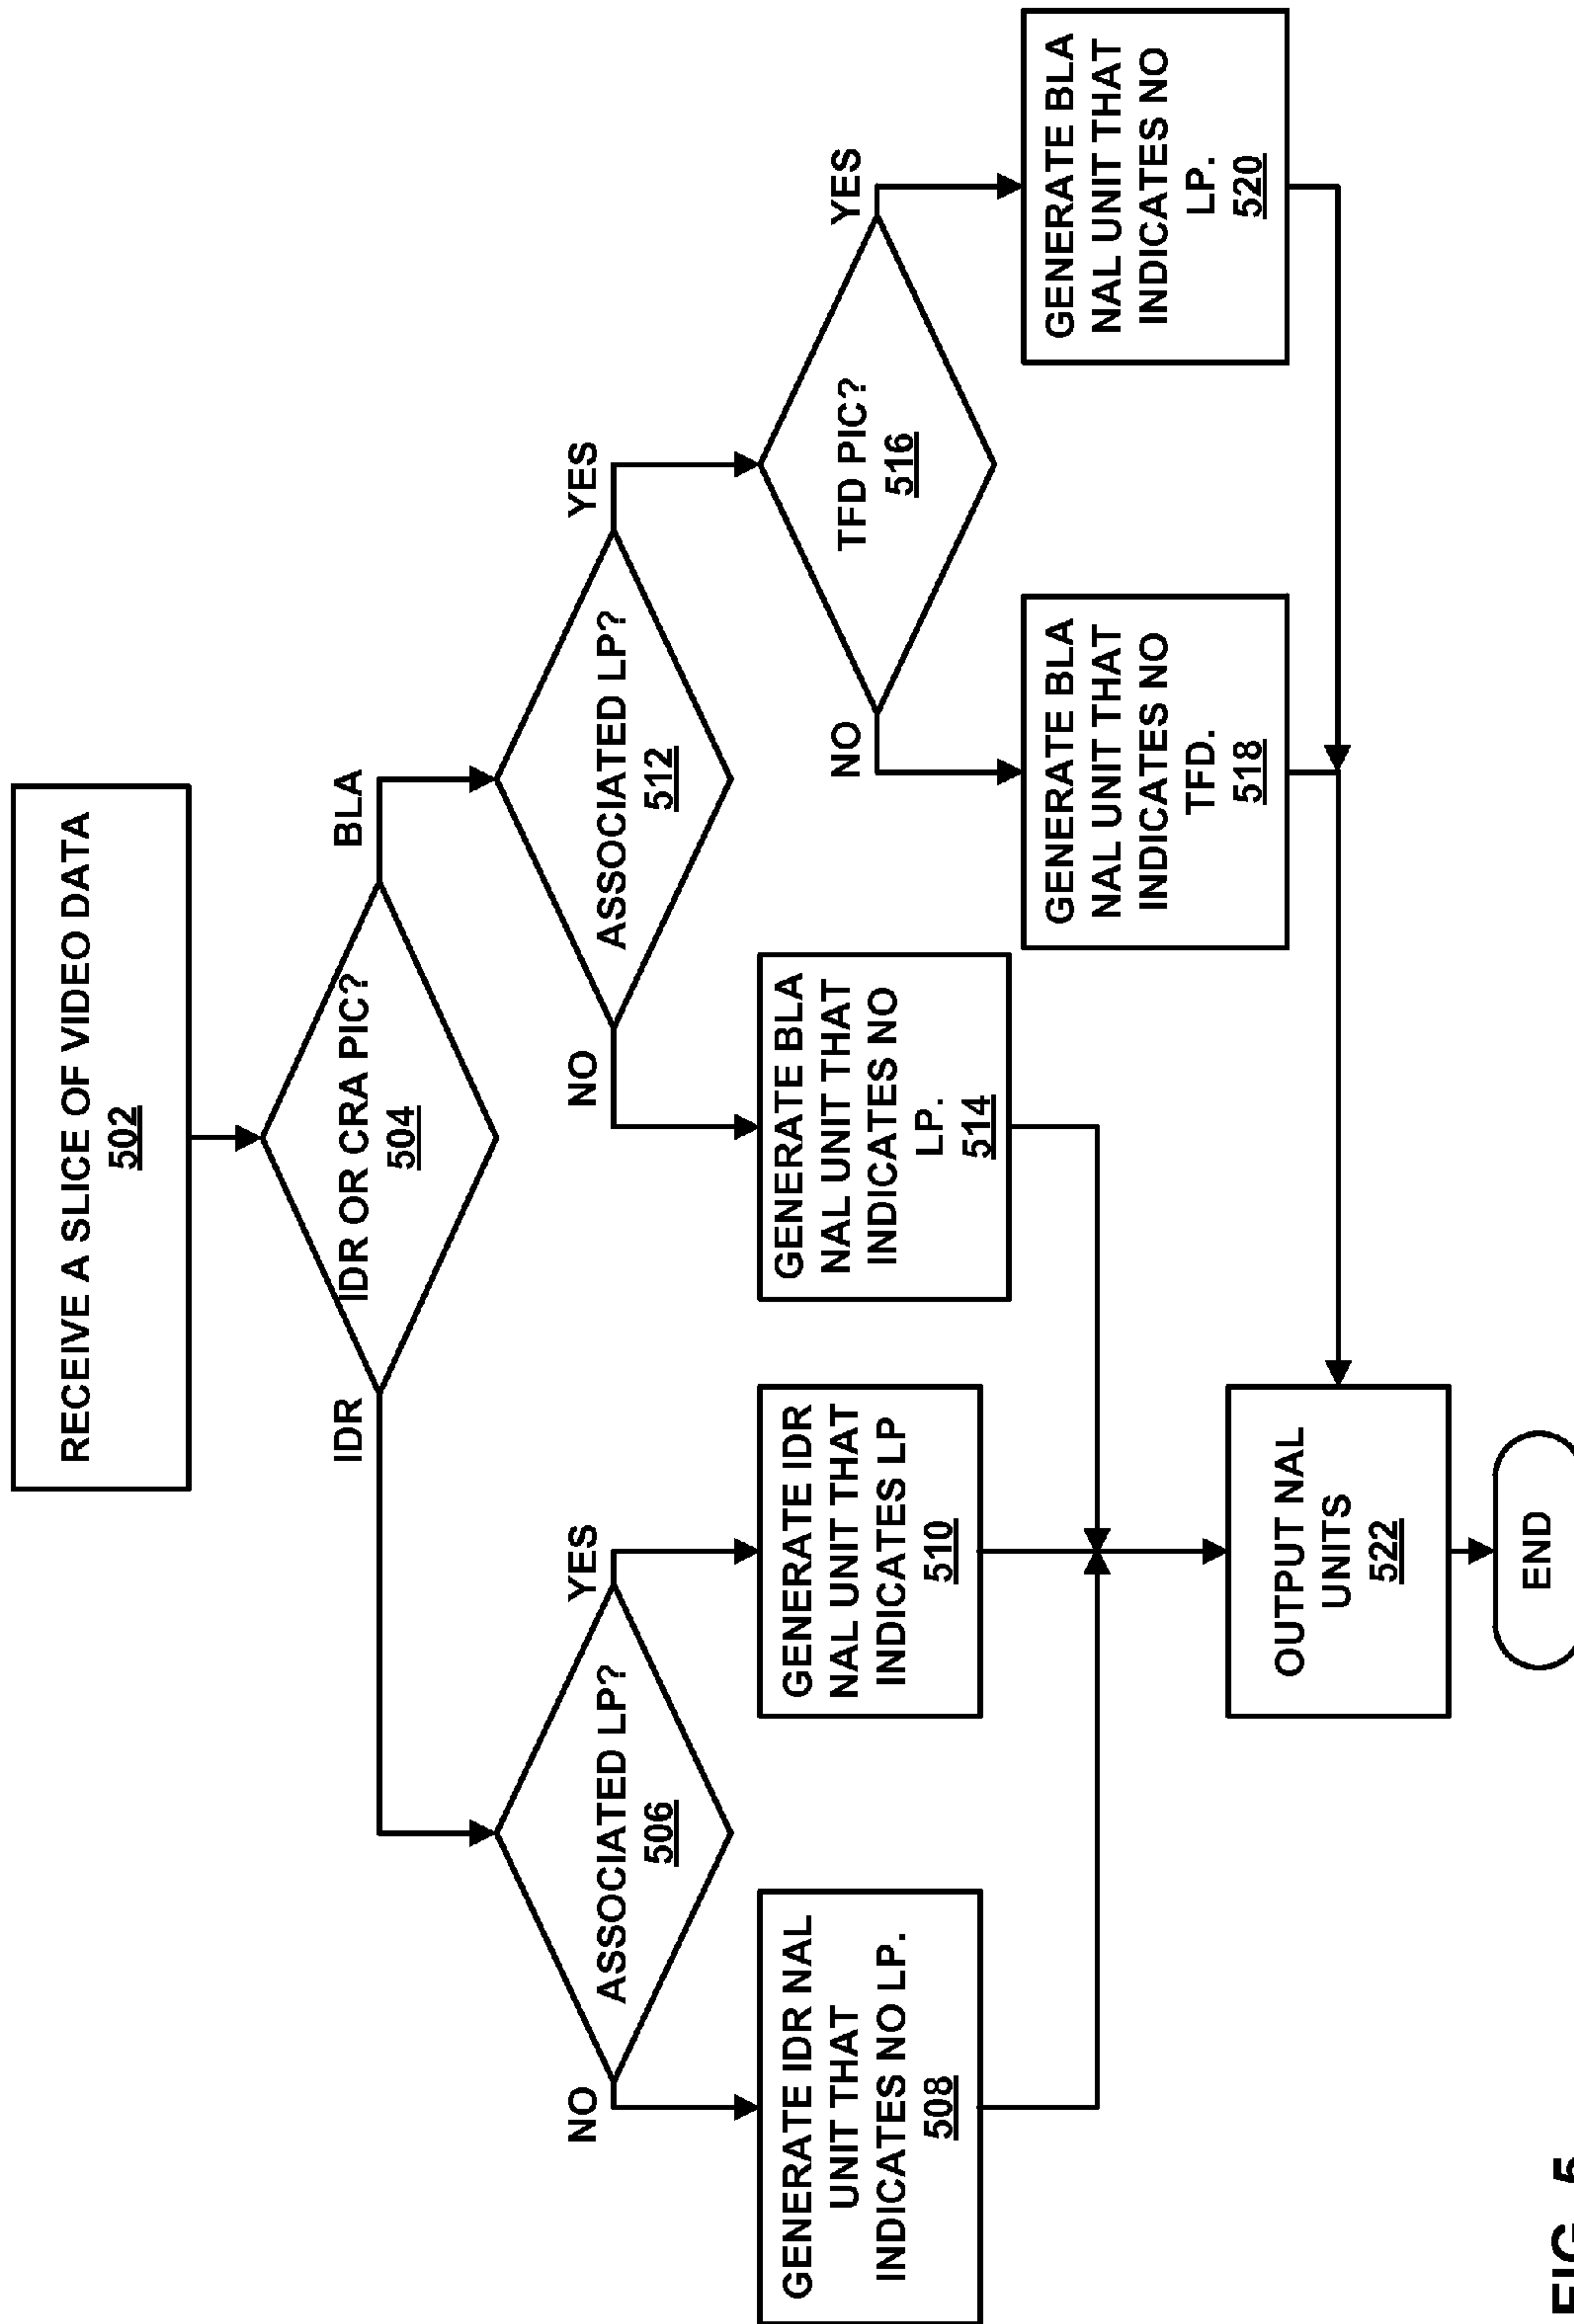 RECEIVE A SLICE OF VIDEO DATA
502
IDR OR CRA PIC?
504
IDR
BLA
ASSOCIATED LP?
506
NO
YES
ASSOCIATED LP?
512
NO
YES
GENERATE IDR NAL
UNIT THAT
INDICATES NO LP.
508
GENERATE IDR
NAL UNIT THAT
INDICATES LP
510
GENERATE BLA
NAL UNIT THAT
INDICATES NO
LP.
514
TFD PIC?
516
NO
YES
GENERATE BLA
NAL UNIT THAT
INDICATES NO
TFD.
518
GENERATE BLA
NAL UNIT THAT
INDICATES NO
LP.
520
OUTPUT NAL
UNITS
522
END
FIG. 5